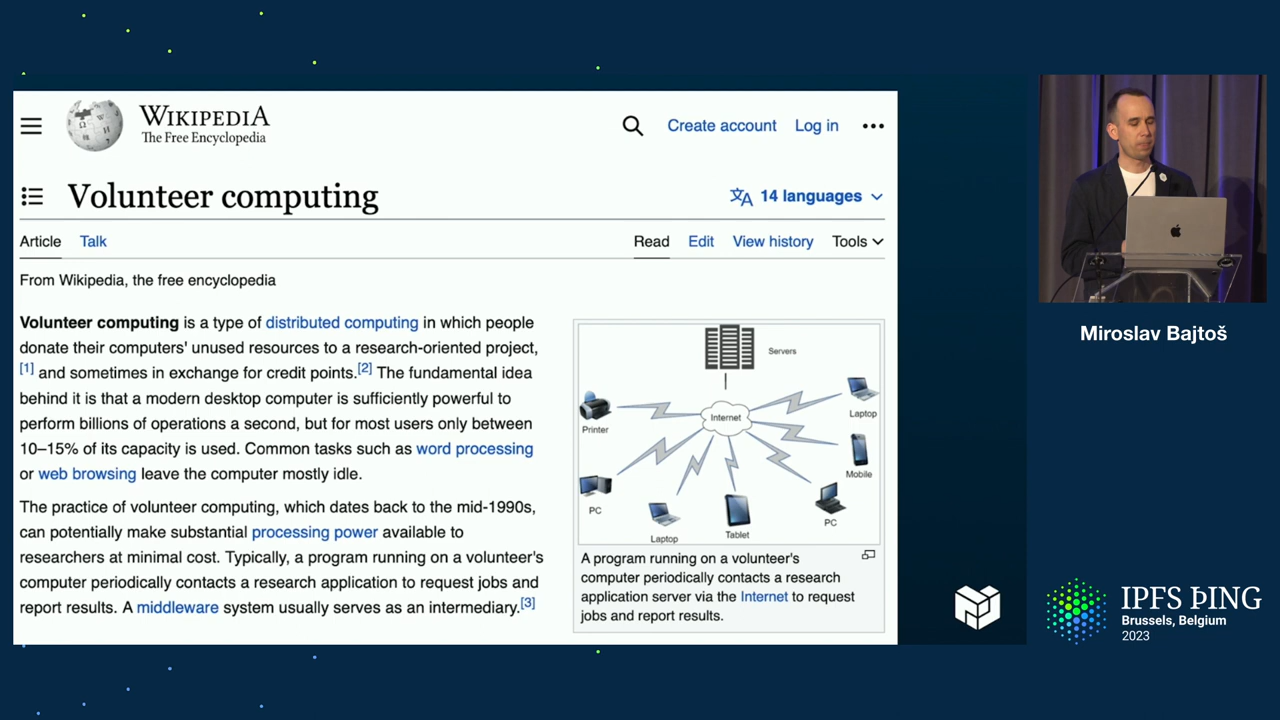 WIKIPEDIA
The Free Encyclopedia
Create account Log in
Volunteer computing
14 languages
Article Talk Read Edit View history Tools
From Wikipedia, the free encyclopedia
Volunteer computing is a type of distributed computing in which people
donate their computers' unused resources to a research-oriented project,
[1] and sometimes in exchange for credit points.[2] The fundamental idea
behind it is that a modern desktop computer is sufficiently powerful to
perform billions of operations a second, but for most users only between
10–15% of its capacity is used. Common tasks such as word processing
or web browsing leave the computer mostly idle.
The practice of volunteer computing, which dates back to the mid-1990s,
can potentially make substantial processing power available to
researchers at minimal cost. Typically, a program running on a volunteer's
computer periodically contacts a research application to request jobs and
report results. A middleware system usually serves as an intermediary.[3]
Servers
Internet
Printer
Laptop
Mobile
PC
PC
Laptop
Tablet
A program running on a volunteer's
computer periodically contacts a research
application server via the Internet to request
jobs and report results.
Miroslav Bajtoš
IPFS ÞING
Brussels, Belgium
2023